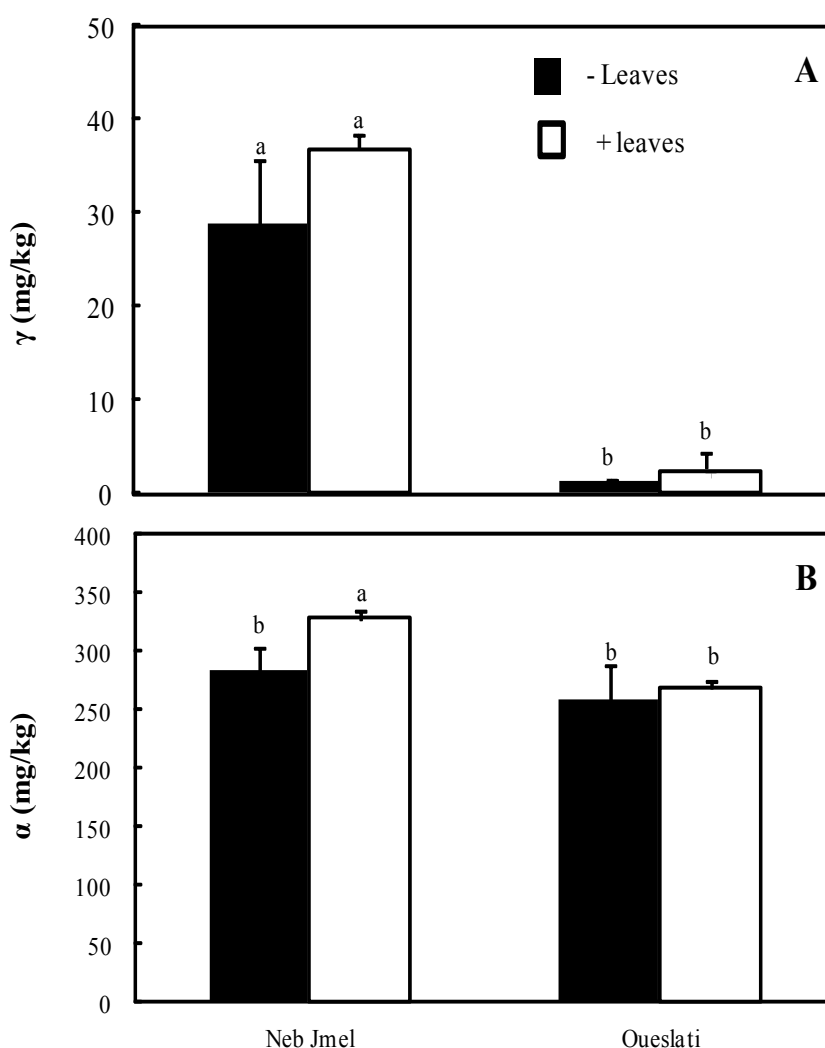 50
- Leaves
A
40
a
a
+ leaves
30
20
γ (mg/kg)
10
b
b
0
400
B
350
a
b
300
b
b
250
200
α (mg/kg)
150
100
50
0
Neb Jmel
Oueslati